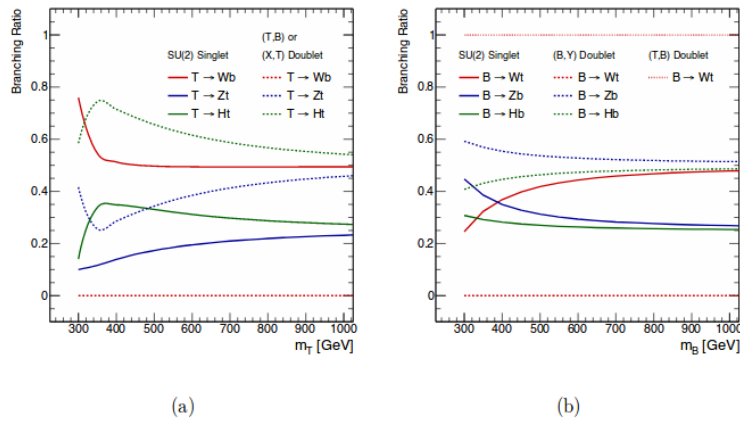 Branching Ratio
1
0.8
0.6
0.4
0.2
0
(T,B) or
SU(2) Singlet (X,T) Doublet
T → Wb T → Wb
T → Zt T → Zt
T → Ht T → Ht
300 400 500 600 700 800 900 1000
m_T [GeV]
(a)
Branching Ratio
1
0.8
0.6
0.4
0.2
0
SU(2) Singlet (B,Y) Doublet (T,B) Doublet
B → Wt B → Wt B → Wt
B → Zb B → Zb
B → Hb B → Hb
300 400 500 600 700 800 900 1000
m_B [GeV]
(b)